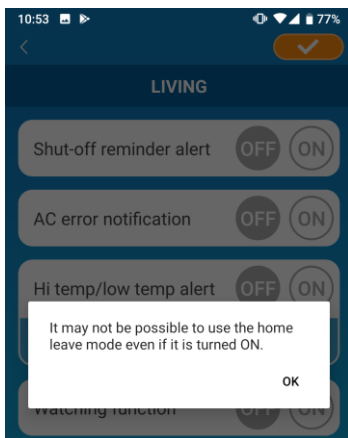 10:53 77%
LIVING
Shut-off reminder alert OFF ON
AC error notification OFF ON
Hi temp/low temp alert OFF ON
It may not be possible to use the home
leave mode even if it is turned ON.
OK
Watching function OFF ON